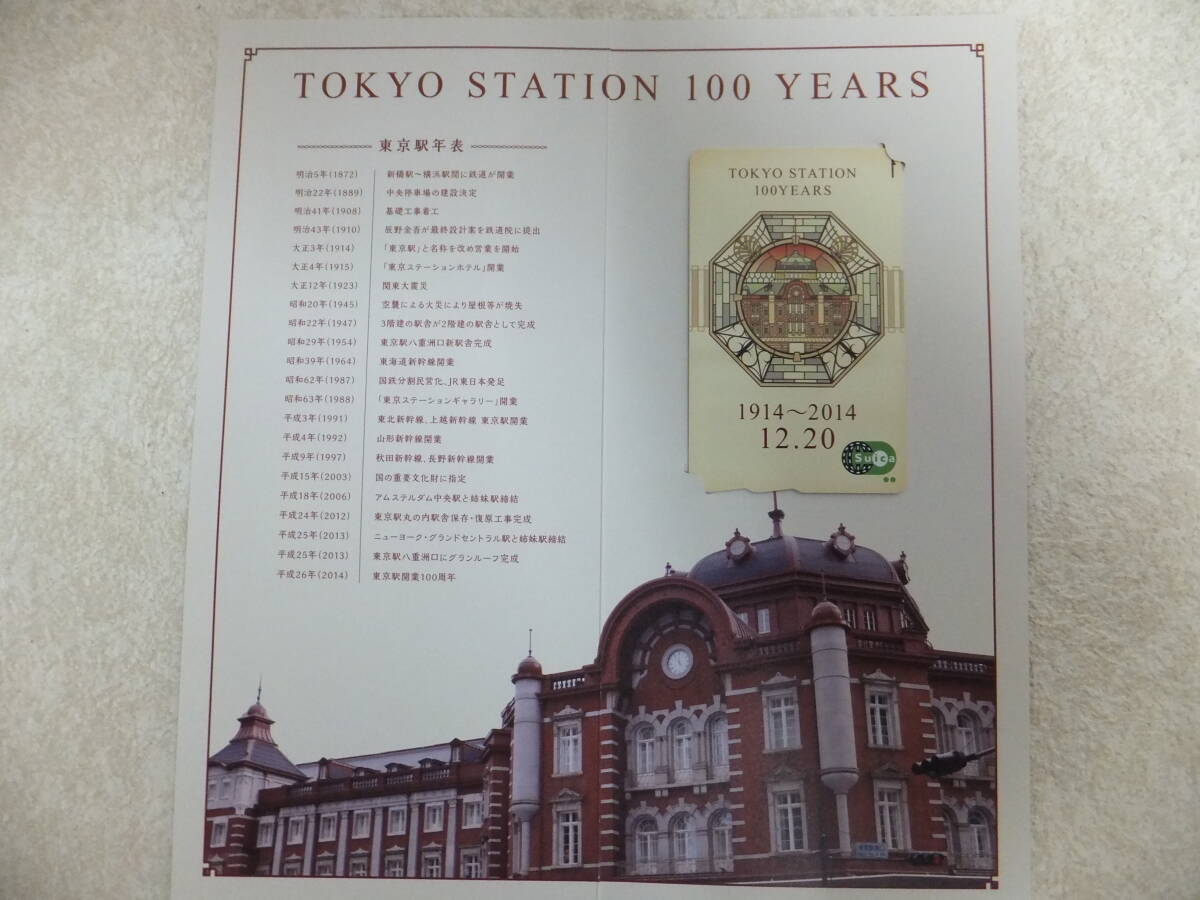 TOKYO STATION 100 YEARS
東京駅年表
明治5年(1872) 新橋駅～横浜駅間に鉄道が開業
明治22年(1889) 中央停車場の建設決定
明治41年(1908) 基礎工事着工
明治43年(1910) 辰野金吾が最終設計案を鉄道院に提出
大正3年(1914) 「東京駅」と名称を改め営業を開始
大正4年(1915) 「東京ステーションホテル」開業
大正12年(1923) 関東大震災
昭和20年(1945) 空襲による火災により屋根等が焼失
昭和22年(1947) 3階建の駅舎が2階建の駅舎として完成
昭和29年(1954) 東京駅八重洲口新駅舎完成
昭和39年(1964) 東海道新幹線開業
昭和62年(1987) 国鉄分割民営化、JR東日本発足
昭和63年(1988) 「東京ステーションギャラリー」開業
平成3年(1991) 東北新幹線、上越新幹線 東京駅開業
平成4年(1992) 山形新幹線開業
平成9年(1997) 秋田新幹線、長野新幹線開業
平成15年(2003) 国の重要文化財に指定
平成18年(2006) アムステルダム中央駅と姉妹駅締結
平成24年(2012) 東京駅丸の内駅舎保存・復原工事完成
平成25年(2013) ニューヨーク・グランドセントラル駅と姉妹駅締結
平成25年(2013) 東京駅八重洲口にグランルーフ完成
平成26年(2014) 東京駅開業100周年
TOKYO STATION
100YEARS
1914～2014
12.20
Suica